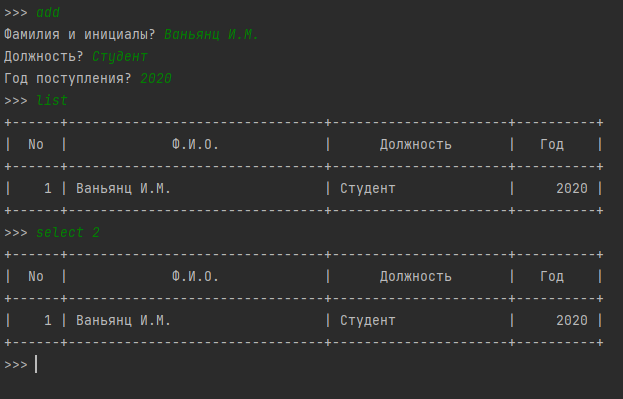 >>> add
Фамилия и инициалы? Ваньянц И.М.
Должность? Студент
Год поступления? 2020
>>> list
+------+--------------------------------+----------------------+----------+
|  No  |             Ф.И.О.             |      Должность       |   Год    |
+------+--------------------------------+----------------------+----------+
|    1 | Ваньянц И.М.                   | Студент              |     2020 |
+------+--------------------------------+----------------------+----------+
>>> select 2
+------+--------------------------------+----------------------+----------+
|  No  |             Ф.И.О.             |      Должность       |   Год    |
+------+--------------------------------+----------------------+----------+
|    1 | Ваньянц И.М.                   | Студент              |     2020 |
+------+--------------------------------+----------------------+----------+
>>>